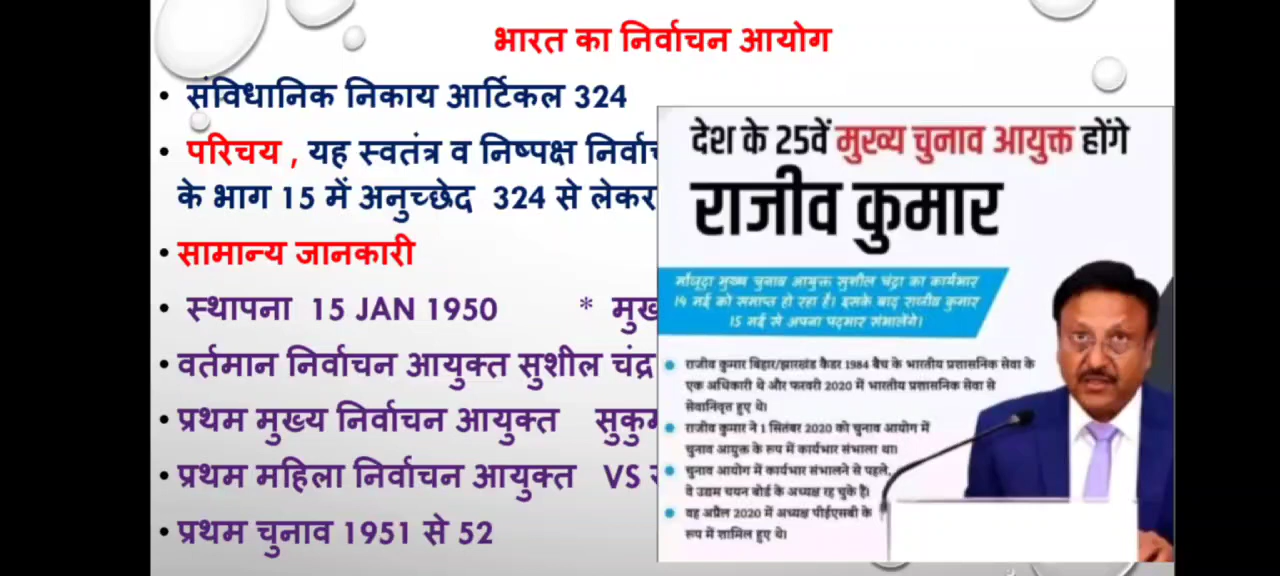 भारत का निर्वाचन आयोग
• संविधानिक निकाय आर्टिकल 324
• परिचय , यह स्वतंत्र व निष्पक्ष
के भाग 15 में अनुच्छेद 324 से लेकर
• सामान्य जानकारी
• स्थापना 15 JAN 1950 *
• वर्तमान निर्वाचन आयुक्त सुशील चंद्र
• प्रथम मुख्य निर्वाचन आयुक्त
• प्रथम महिला निर्वाचन आयुक्त VS
• प्रथम चुनाव 1951 से 52
देश के 25वें मुख्य चुनाव आयुक्त होंगे
राजीव कुमार
मौजूदा मुख्य चुनाव आयुक्त सुशील चंद्रा का कार्यभार
14 मई को समाप्त हो रहा है। इसके बाद राजीव कुमार
15 मई से अपना पदभार संभालेंगे।
राजीव कुमार बिहार/झारखंड कैडर 1984 बैच के भारतीय प्रशासनिक सेवा के
एक अधिकारी थे और फरवरी 2020 में भारतीय प्रशासनिक सेवा से
सेवानिवृत हुए थे।
राजीव कुमार ने 1 सितंबर 2020 को चुनाव आयोग में
चुनाव आयुक्त के रूप में कार्यभार संभाला था।
चुनाव आयोग में कार्यभार संभालने से पहले,
वे उद्यम चयन बोर्ड के अध्यक्ष रह चुके हैं।
वह अप्रैल 2020 में अध्यक्ष पीईएसबी के
रूप में शामिल हुए थे।